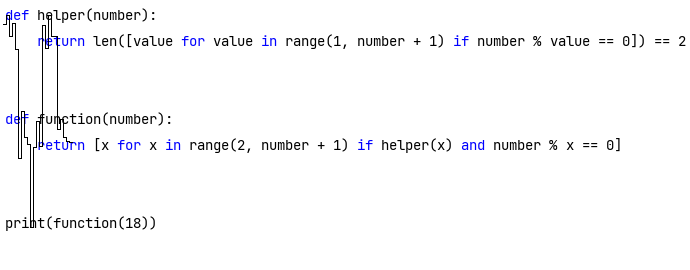 def helper(number):
    return len([value for value in range(1, number + 1) if number % value == 0]) == 2
def function(number):
    return [x for x in range(2, number + 1) if helper(x) and number % x == 0]
print(function(18))